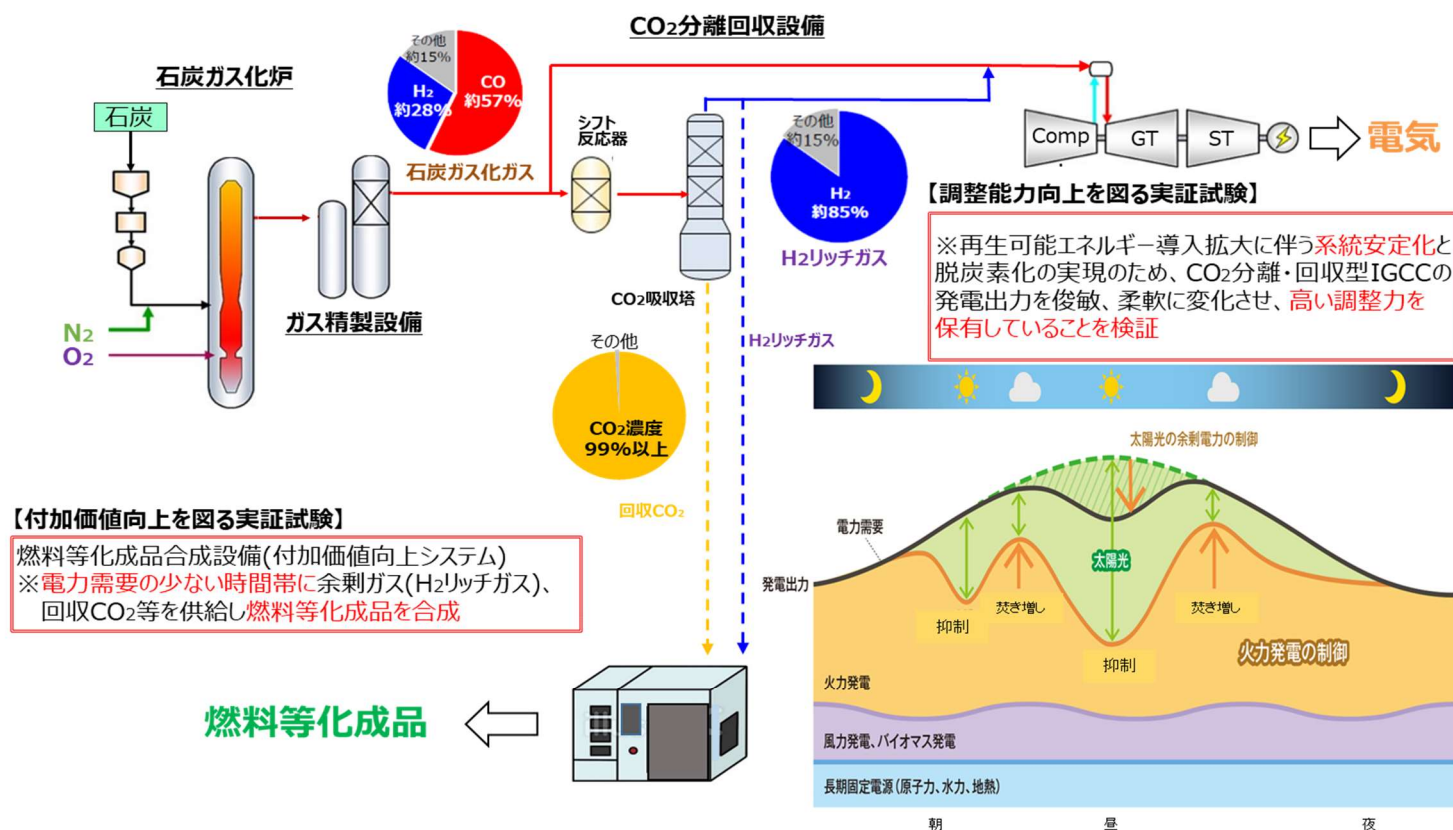 CO₂分離回収設備
石炭ガス化炉
石炭
N₂
O₂
ガス精製設備
その他
約15%
H₂
約28%
CO
約57%
石炭ガス化ガス
シフト
反応器
CO₂吸収塔
その他
約15%
H₂
約85%
H₂リッチガス
Comp
GT
ST
電気
【調整能力向上を図る実証試験】
※再生可能エネルギー導入拡大に伴う系統安定化と
脱炭素化の実現のため、CO₂分離・回収型IGCCの
発電出力を俊敏、柔軟に変化させ、高い調整力を
保有していることを検証
H₂リッチガス
その他
CO₂濃度
99%以上
回収CO₂
【付加価値向上を図る実証試験】
燃料等化成品合成設備(付加価値向上システム)
※電力需要の少ない時間帯に余剰ガス(H₂リッチガス)、
回収CO₂等を供給し燃料等化成品を合成
燃料等化成品
太陽光の余剰電力の制御
電力需要
発電出力
太陽光
抑制
焚き増し
抑制
焚き増し
火力発電の制御
火力発電
風力発電、バイオマス発電
長期固定電源(原子力、水力、地熱)
朝
昼
夜